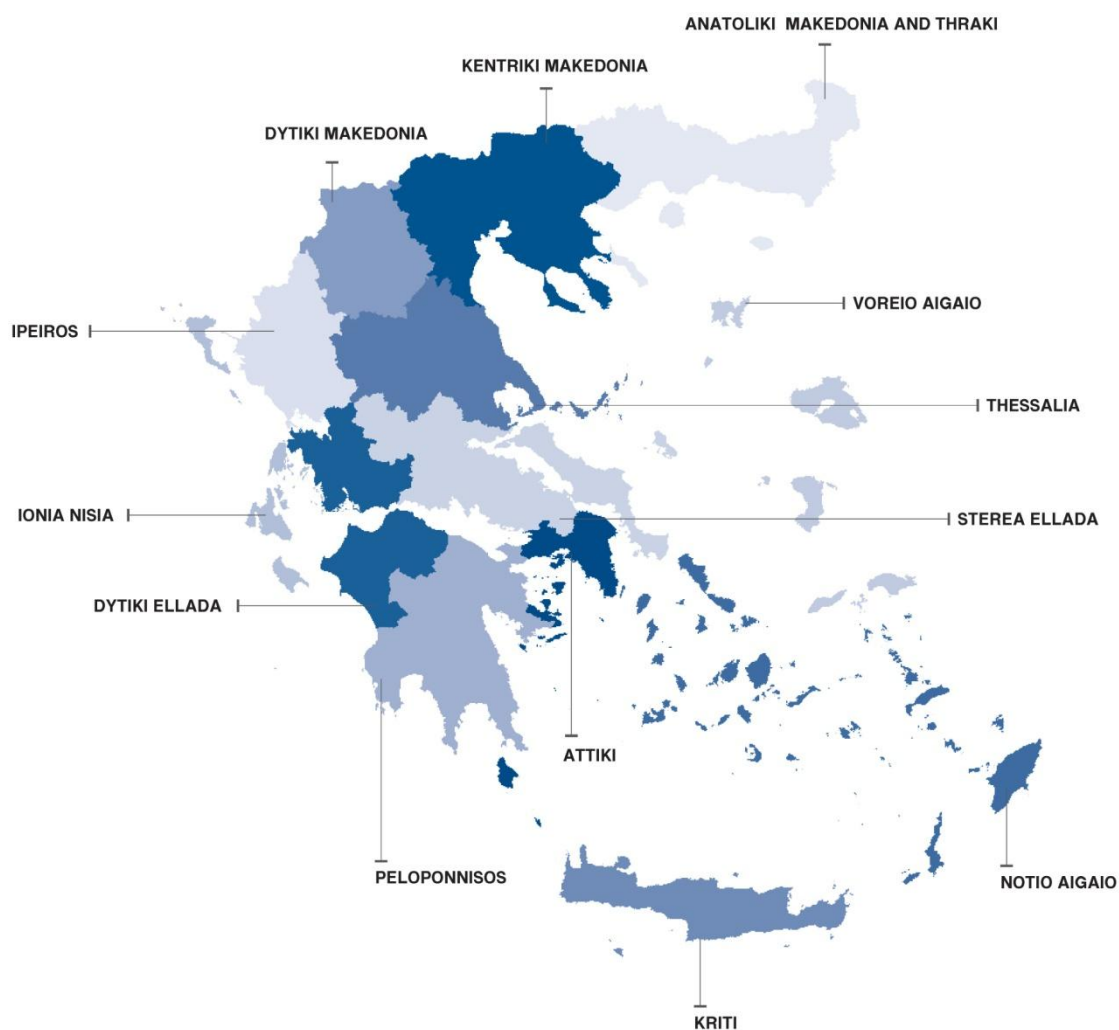 ANATOLIKI MAKEDONIA AND THRAKI
KENTRIKI MAKEDONIA
DYTIKI MAKEDONIA
VOREIO AIGAIO
IPEIROS
THESSALIA
IONIA NISIA
STEREA ELLADA
DYTIKI ELLADA
ATTIKI
PELOPONNISOS
NOTIO AIGAIO
KRITI